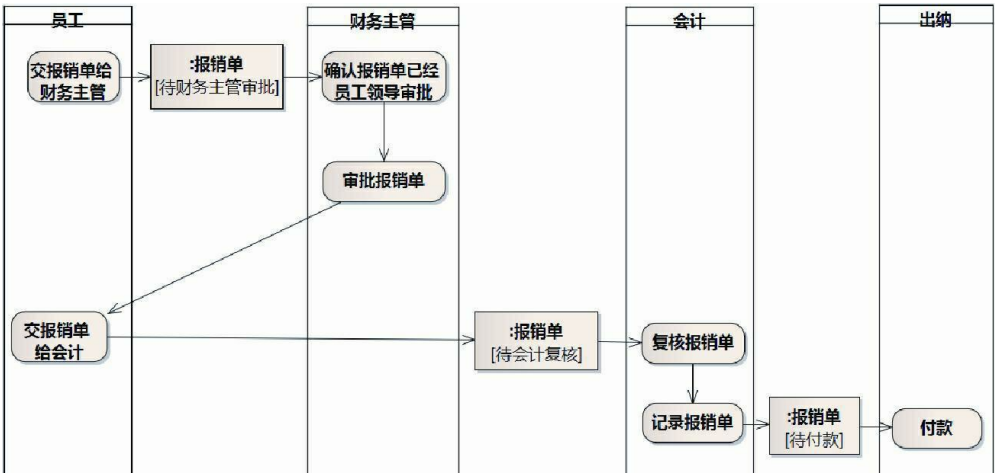 员工
财务主管
会计
出纳
交报销单给
财务主管
:报销单
[待财务主管审批]
确认报销单已经
员工领导审批
审批报销单
交报销单
给会计
:报销单
[待会计复核]
复核报销单
记录报销单
:报销单
[待付款]
付款